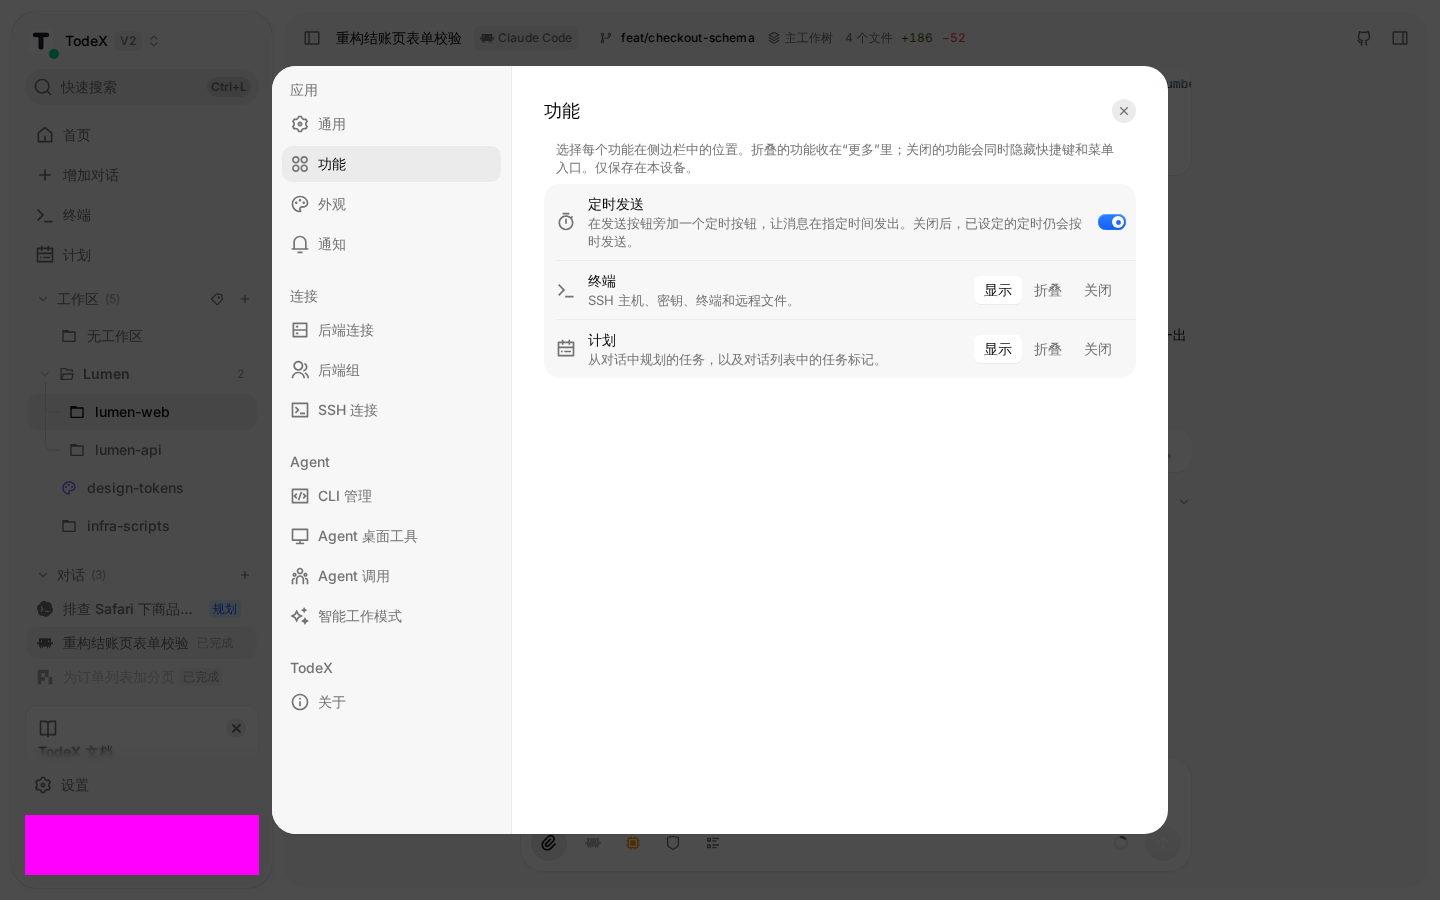 TodeX V2
快速搜索 Ctrl+L
首页
增加对话
终端
计划
工作区 (5)
无工作区
Lumen 2
lumen-web
lumen-api
design-tokens
infra-scripts
对话 (3)
排查 Safari 下商品... 规划
重构结账页表单校验 已完成
为订单列表加分页 已完成
TodeX 文档
设置
重构结账页表单校验 Claude Code feat/checkout-schema 主工作树 4 个文件 +186 −52
应用
通用
功能
外观
通知
连接
后端连接
后端组
SSH 连接
Agent
CLI 管理
Agent 桌面工具
Agent 调用
智能工作模式
TodeX
关于
功能
选择每个功能在侧边栏中的位置。折叠的功能收在“更多”里；关闭的功能会同时隐藏快捷键和菜单
入口。仅保存在本设备。
定时发送
在发送按钮旁加一个定时按钮，让消息在指定时间发出。关闭后，已设定的定时仍会按
时发送。
终端
SSH 主机、密钥、终端和远程文件。
显示 折叠 关闭
计划
从对话中规划的任务，以及对话列表中的任务标记。
显示 折叠 关闭